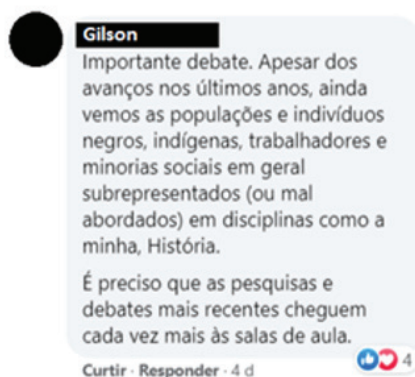 Gilson
Importante debate. Apesar dos
avanços nos últimos anos, ainda
vemos as populações e indivíduos
negros, indígenas, trabalhadores e
minorias sociais em geral
subrepresentados (ou mal
abordados) em disciplinas como a
minha, História.
É preciso que as pesquisas e
debates mais recentes cheguem
cada vez mais às salas de aula.
Curtir · Responder · 4 d
4